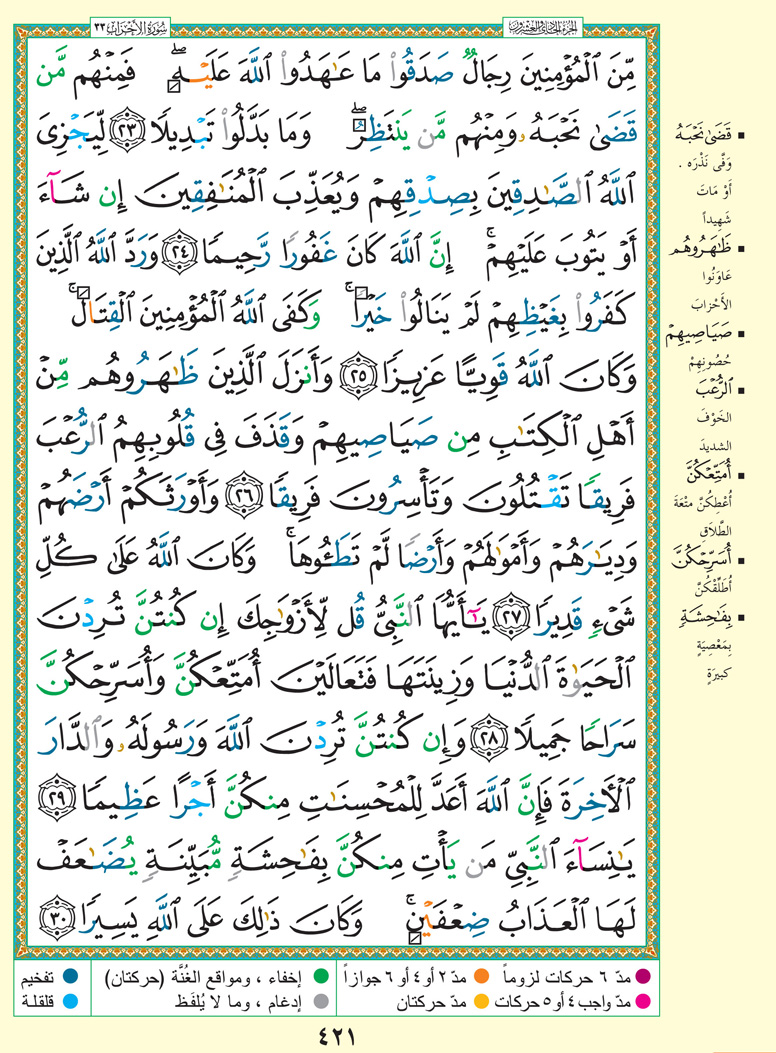 سُورَةُ الأَحْزَابِ ٣٣
الجزء الحادي والعشرون
مِّنَ ٱلْمُؤْمِنِينَ رِجَالٌ صَدَقُوا۟ مَا عَـٰهَدُوا۟ ٱللَّهَ عَلَيْهِ ۖ فَمِنْهُم مَّن
قَضَىٰ نَحْبَهُۥ وَمِنْهُم مَّن يَنتَظِرُ ۖ وَمَا بَدَّلُوا۟ تَبْدِيلًا ٢٣ لِّيَجْزِىَ
ٱللَّهُ ٱلصَّـٰدِقِينَ بِصِدْقِهِمْ وَيُعَذِّبَ ٱلْمُنَـٰفِقِينَ إِن شَآءَ
أَوْ يَتُوبَ عَلَيْهِمْ ۚ إِنَّ ٱللَّهَ كَانَ غَفُورًا رَّحِيمًا ٢٤ وَرَدَّ ٱللَّهُ ٱلَّذِينَ
كَفَرُوا۟ بِغَيْظِهِمْ لَمْ يَنَالُوا۟ خَيْرًا ۚ وَكَفَى ٱللَّهُ ٱلْمُؤْمِنِينَ ٱلْقِتَالَ ۚ
وَكَانَ ٱللَّهُ قَوِيًّا عَزِيزًا ٢٥ وَأَنزَلَ ٱلَّذِينَ ظَـٰهَرُوهُم مِّنْ
أَهْلِ ٱلْكِتَـٰبِ مِن صَيَاصِيهِمْ وَقَذَفَ فِى قُلُوبِهِمُ ٱلرُّعْبَ
فَرِيقًا تَقْتُلُونَ وَتَأْسِرُونَ فَرِيقًا ٢٦ وَأَوْرَثَكُمْ أَرْضَهُمْ
وَدِيَـٰرَهُمْ وَأَمْوَٰلَهُمْ وَأَرْضًا لَّمْ تَطَـُٔوهَا ۚ وَكَانَ ٱللَّهُ عَلَىٰ كُلِّ
شَىْءٍ قَدِيرًا ٢٧ يَـٰٓأَيُّهَا ٱلنَّبِىُّ قُل لِّأَزْوَٰجِكَ إِن كُنتُنَّ تُرِدْنَ
ٱلْحَيَوٰةَ ٱلدُّنْيَا وَزِينَتَهَا فَتَعَالَيْنَ أُمَتِّعْكُنَّ وَأُسَرِّحْكُنَّ
سَرَاحًا جَمِيلًا ٢٨ وَإِن كُنتُنَّ تُرِدْنَ ٱللَّهَ وَرَسُولَهُۥ وَٱلدَّارَ
ٱلْـَٔاخِرَةَ فَإِنَّ ٱللَّهَ أَعَدَّ لِلْمُحْسِنَـٰتِ مِنكُنَّ أَجْرًا عَظِيمًا ٢٩
يَـٰنِسَآءَ ٱلنَّبِىِّ مَن يَأْتِ مِنكُنَّ بِفَـٰحِشَةٍ مُّبَيِّنَةٍ يُضَـٰعَفْ
لَهَا ٱلْعَذَابُ ضِعْفَيْنِ ۚ وَكَانَ ذَٰلِكَ عَلَى ٱللَّهِ يَسِيرًا ٣٠
▪ قَضَىٰ نَحْبَهُ
وَفَّى نَذْرَه .
أَوْ مَاتَ
شَهِيداً
▪ ظَـٰهَرُوهُم
عَاوَنُوا
الأَحْزابَ
▪ صَيَاصِيهِمْ
حُصُونِهِمْ
▪ ٱلرُّعْبَ
الخَوْفَ
الشديدَ
▪ أُمَتِّعْكُنَّ
أُعْطِكُنَّ مُتْعَةَ
الطَّلَاقِ
▪ أُسَرِّحْكُنَّ
أُطَلِّقْكُنَّ
▪ بِفَـٰحِشَةٍ
بِمَعْصِيَةٍ
كبيرَةٍ
مدّ ٦ حركات لزوماً
مدّ ٢ أو ٤ أو ٦ جوازاً
إخفاء ، ومواقع الغُنَّة (حركتان)
تفخيم
مدّ واجب ٤ أو ٥ حركات
مدّ حركتان
إدغام ، وما لا يُلفَظ
قلقلة
٤٢١